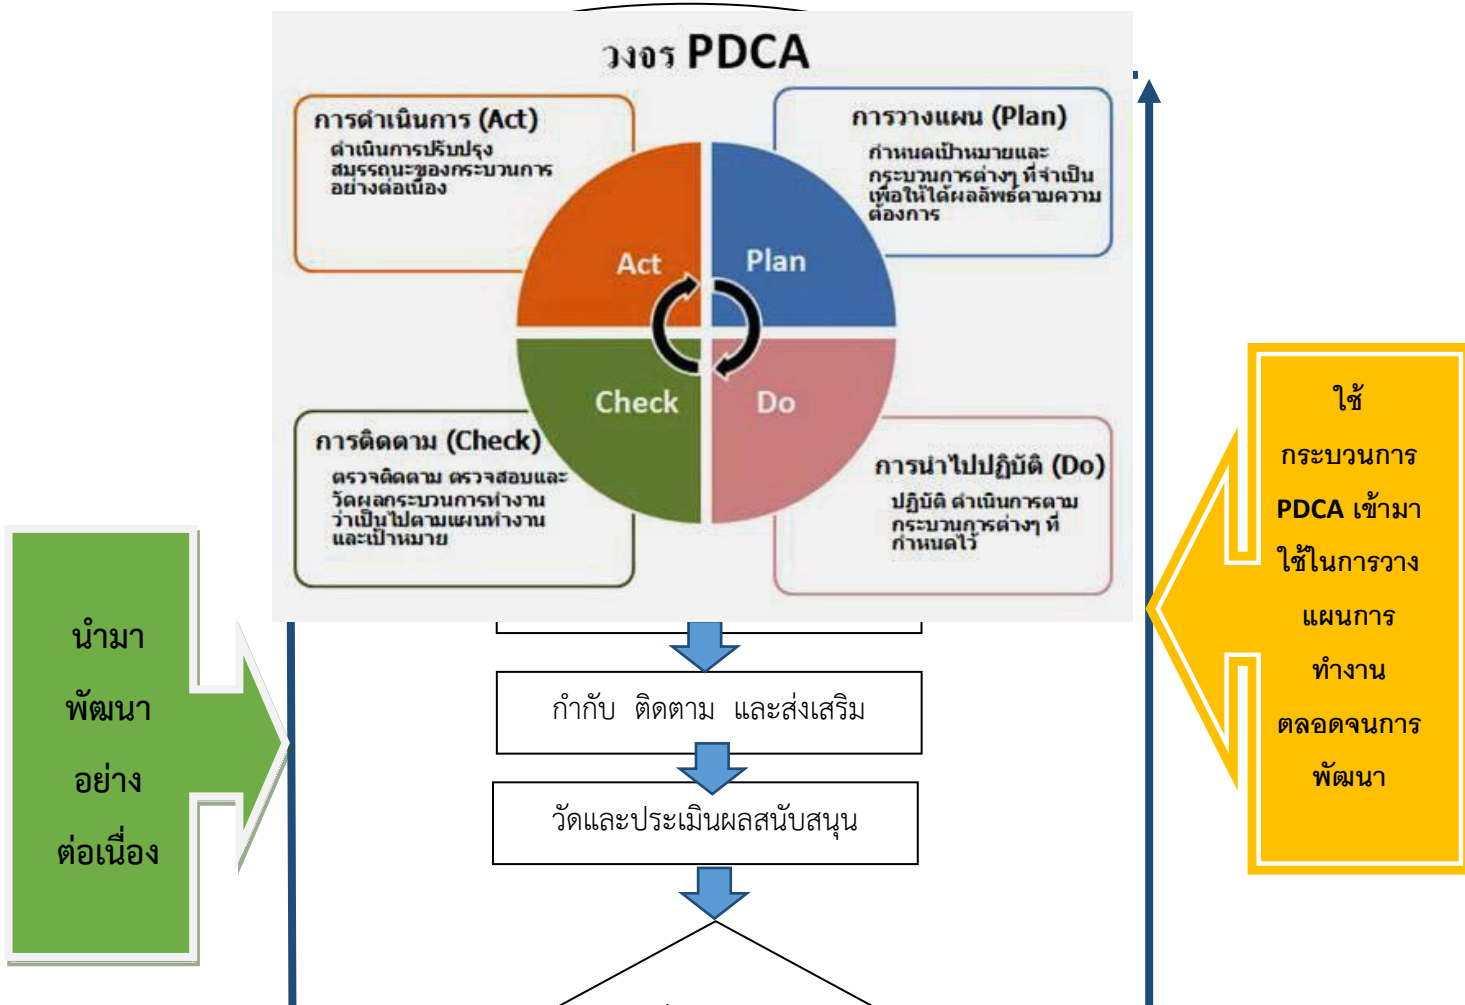 วงจร PDCA
การดำเนินการ (Act)
ดำเนินการปรับปรุง
สมรรถนะของกระบวนการ
อย่างต่อเนื่อง
การวางแผน (Plan)
กำหนดเป้าหมายและ
กระบวนการต่างๆ ที่จำเป็น
เพื่อให้ได้ผลลัพธ์ตามความ
ต้องการ
Act
Plan
Check
Do
การติดตาม (Check)
ตรวจติดตาม ตรวจสอบและ
วัดผลกระบวนการทำงาน
ว่าเป็นไปตามแผนทำงาน
และเป้าหมาย
การนำไปปฏิบัติ (Do)
ปฏิบัติ ดำเนินการตาม
กระบวนการต่างๆ ที่
กำหนดไว้
ใช้
กระบวนการ
PDCA เข้ามา
ใช้ในการวาง
แผนการ
ทำงาน
ตลอดจนการ
พัฒนา
นำมา
พัฒนา
อย่าง
ต่อเนื่อง
กำกับ ติดตาม และส่งเสริม
วัดและประเมินผลสนับสนุน